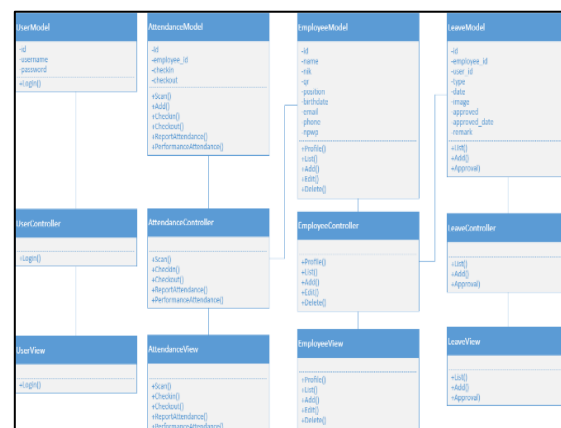 UserModel
-id
-username
-password
+Login()
AttendanceModel
-id
-employee_id
-checkin
-checkout
+Scan()
+Add()
+Checkin()
+Checkout()
+ReportAttendance()
+PerformanceAttendance()
EmployeeModel
-id
-name
-nik
-qr
-position
-birthdate
-email
-phone
-npwp
+Profile()
+List()
+Add()
+Edit()
+Delete()
LeaveModel
-id
-employee_id
-user_id
-type
-date
-image
-approved
-approved_date
-remark
+List()
+Add()
+Approval()
UserController
+Login()
AttendanceController
+Scan()
+Checkin()
+Checkout()
+ReportAttendance()
+PerformanceAttendance()
EmployeeController
+Profile()
+List()
+Add()
+Edit()
+Delete()
LeaveController
+List()
+Add()
+Approval()
UserView
+Login()
AttendanceView
+Scan()
+Checkin()
+Checkout()
+ReportAttendance()
+PerformanceAttendance()
EmployeeView
+Profile()
+List()
+Add()
+Edit()
+Delete()
LeaveView
+List()
+Add()
+Approval()